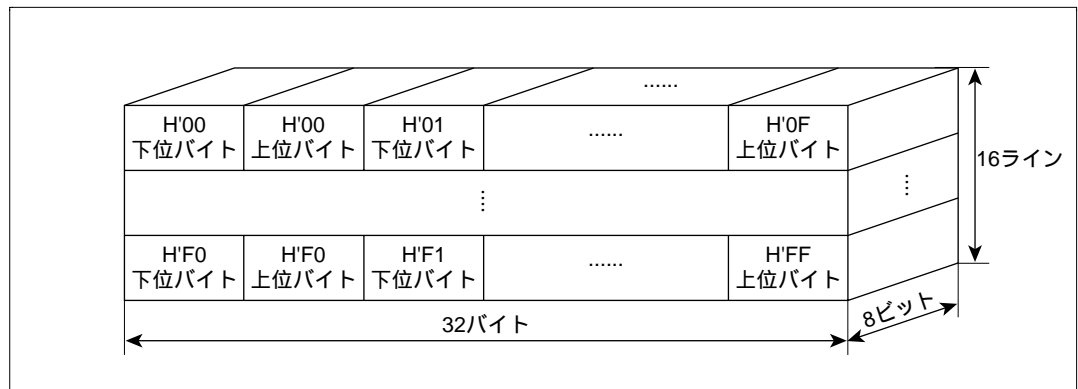 ......
H'00
下位バイト
H'00
上位バイト
H'01
下位バイト
......
H'0F
上位バイト
16ライン
....
....
H'F0
下位バイト
H'F0
上位バイト
H'F1
下位バイト
......
H'FF
上位バイト
32バイト
8ビット